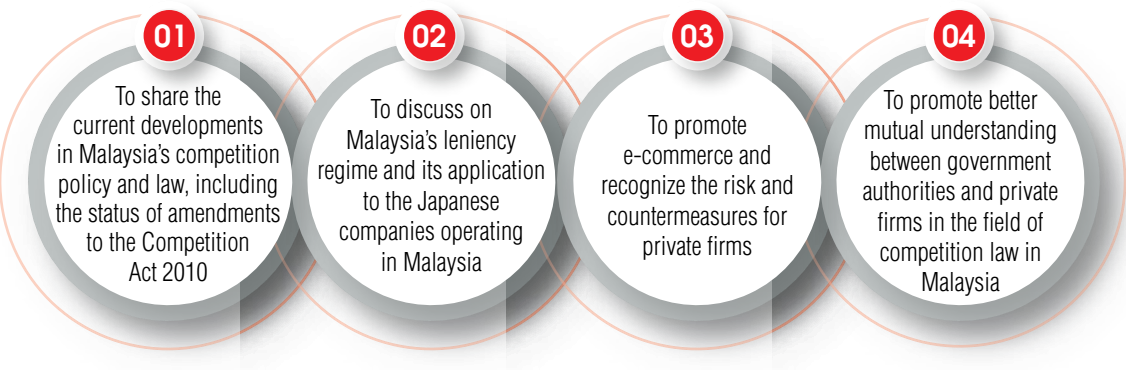 01
To share the
current developments
in Malaysia’s competition
policy and law, including
the status of amendments
to the Competition
Act 2010
02
To discuss on
Malaysia’s leniency
regime and its application
to the Japanese
companies operating
in Malaysia
03
To promote
e-commerce and
recognize the risk and
countermeasures for
private firms
04
To promote better
mutual understanding
between government
authorities and private
firms in the field of
competition law in
Malaysia